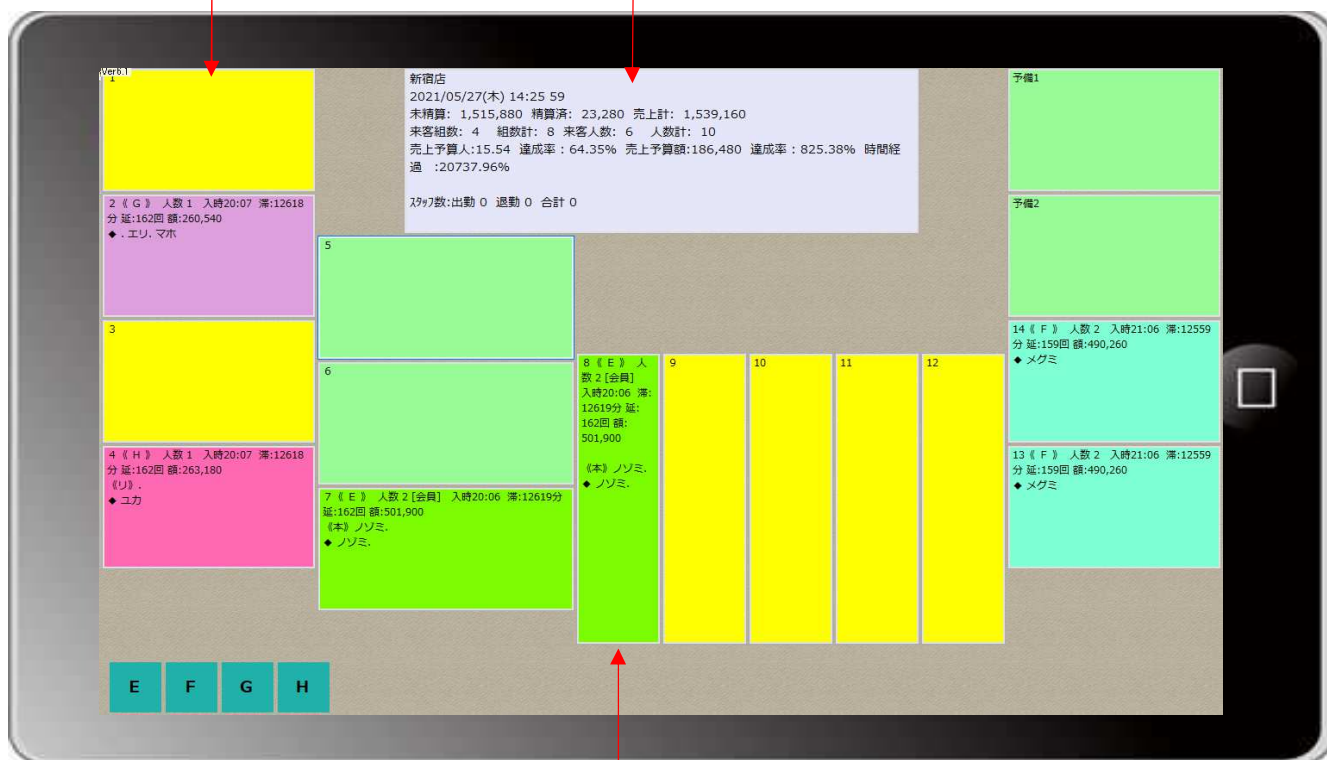 Ver6.1
1
新宿店
2021/05/27(木) 14:25 59
未精算: 1,515,880 精算済: 23,280 売上計: 1,539,160
来客組数: 4 組数計: 8 来客人数: 6 人数計: 10
売上予算人:15.54 達成率：64.35% 売上予算額:186,480 達成率：825.38% 時間経
過 :20737.96%
ｽﾀｯﾌ数:出勤 0 退勤 0 合計 0
予備1
2 《 G 》 人数 1 入時20:07 滞:12618
分 延:162回 額:260,540
◆ . エリ. マホ
予備2
5
3
14 《 F 》 人数 2 入時21:06 滞:12559
分 延:159回 額:490,260
◆ メグミ
6
8 《 E 》 人
数 2 [会員]
入時20:06 滞:
12619分 延:
162回 額:
501,900
《本》ノゾミ.
◆ ノゾミ.
9
10
11
12
4 《 H 》 人数 1 入時20:07 滞:12618
分 延:162回 額:263,180
《リ》.
◆ ユカ
13 《 F 》 人数 2 入時21:06 滞:12559
分 延:159回 額:490,260
◆ メグミ
7 《 E 》 人数 2 [会員] 入時20:06 滞:12619分
延:162回 額:501,900
《本》ノゾミ.
◆ ノゾミ.
E F G H